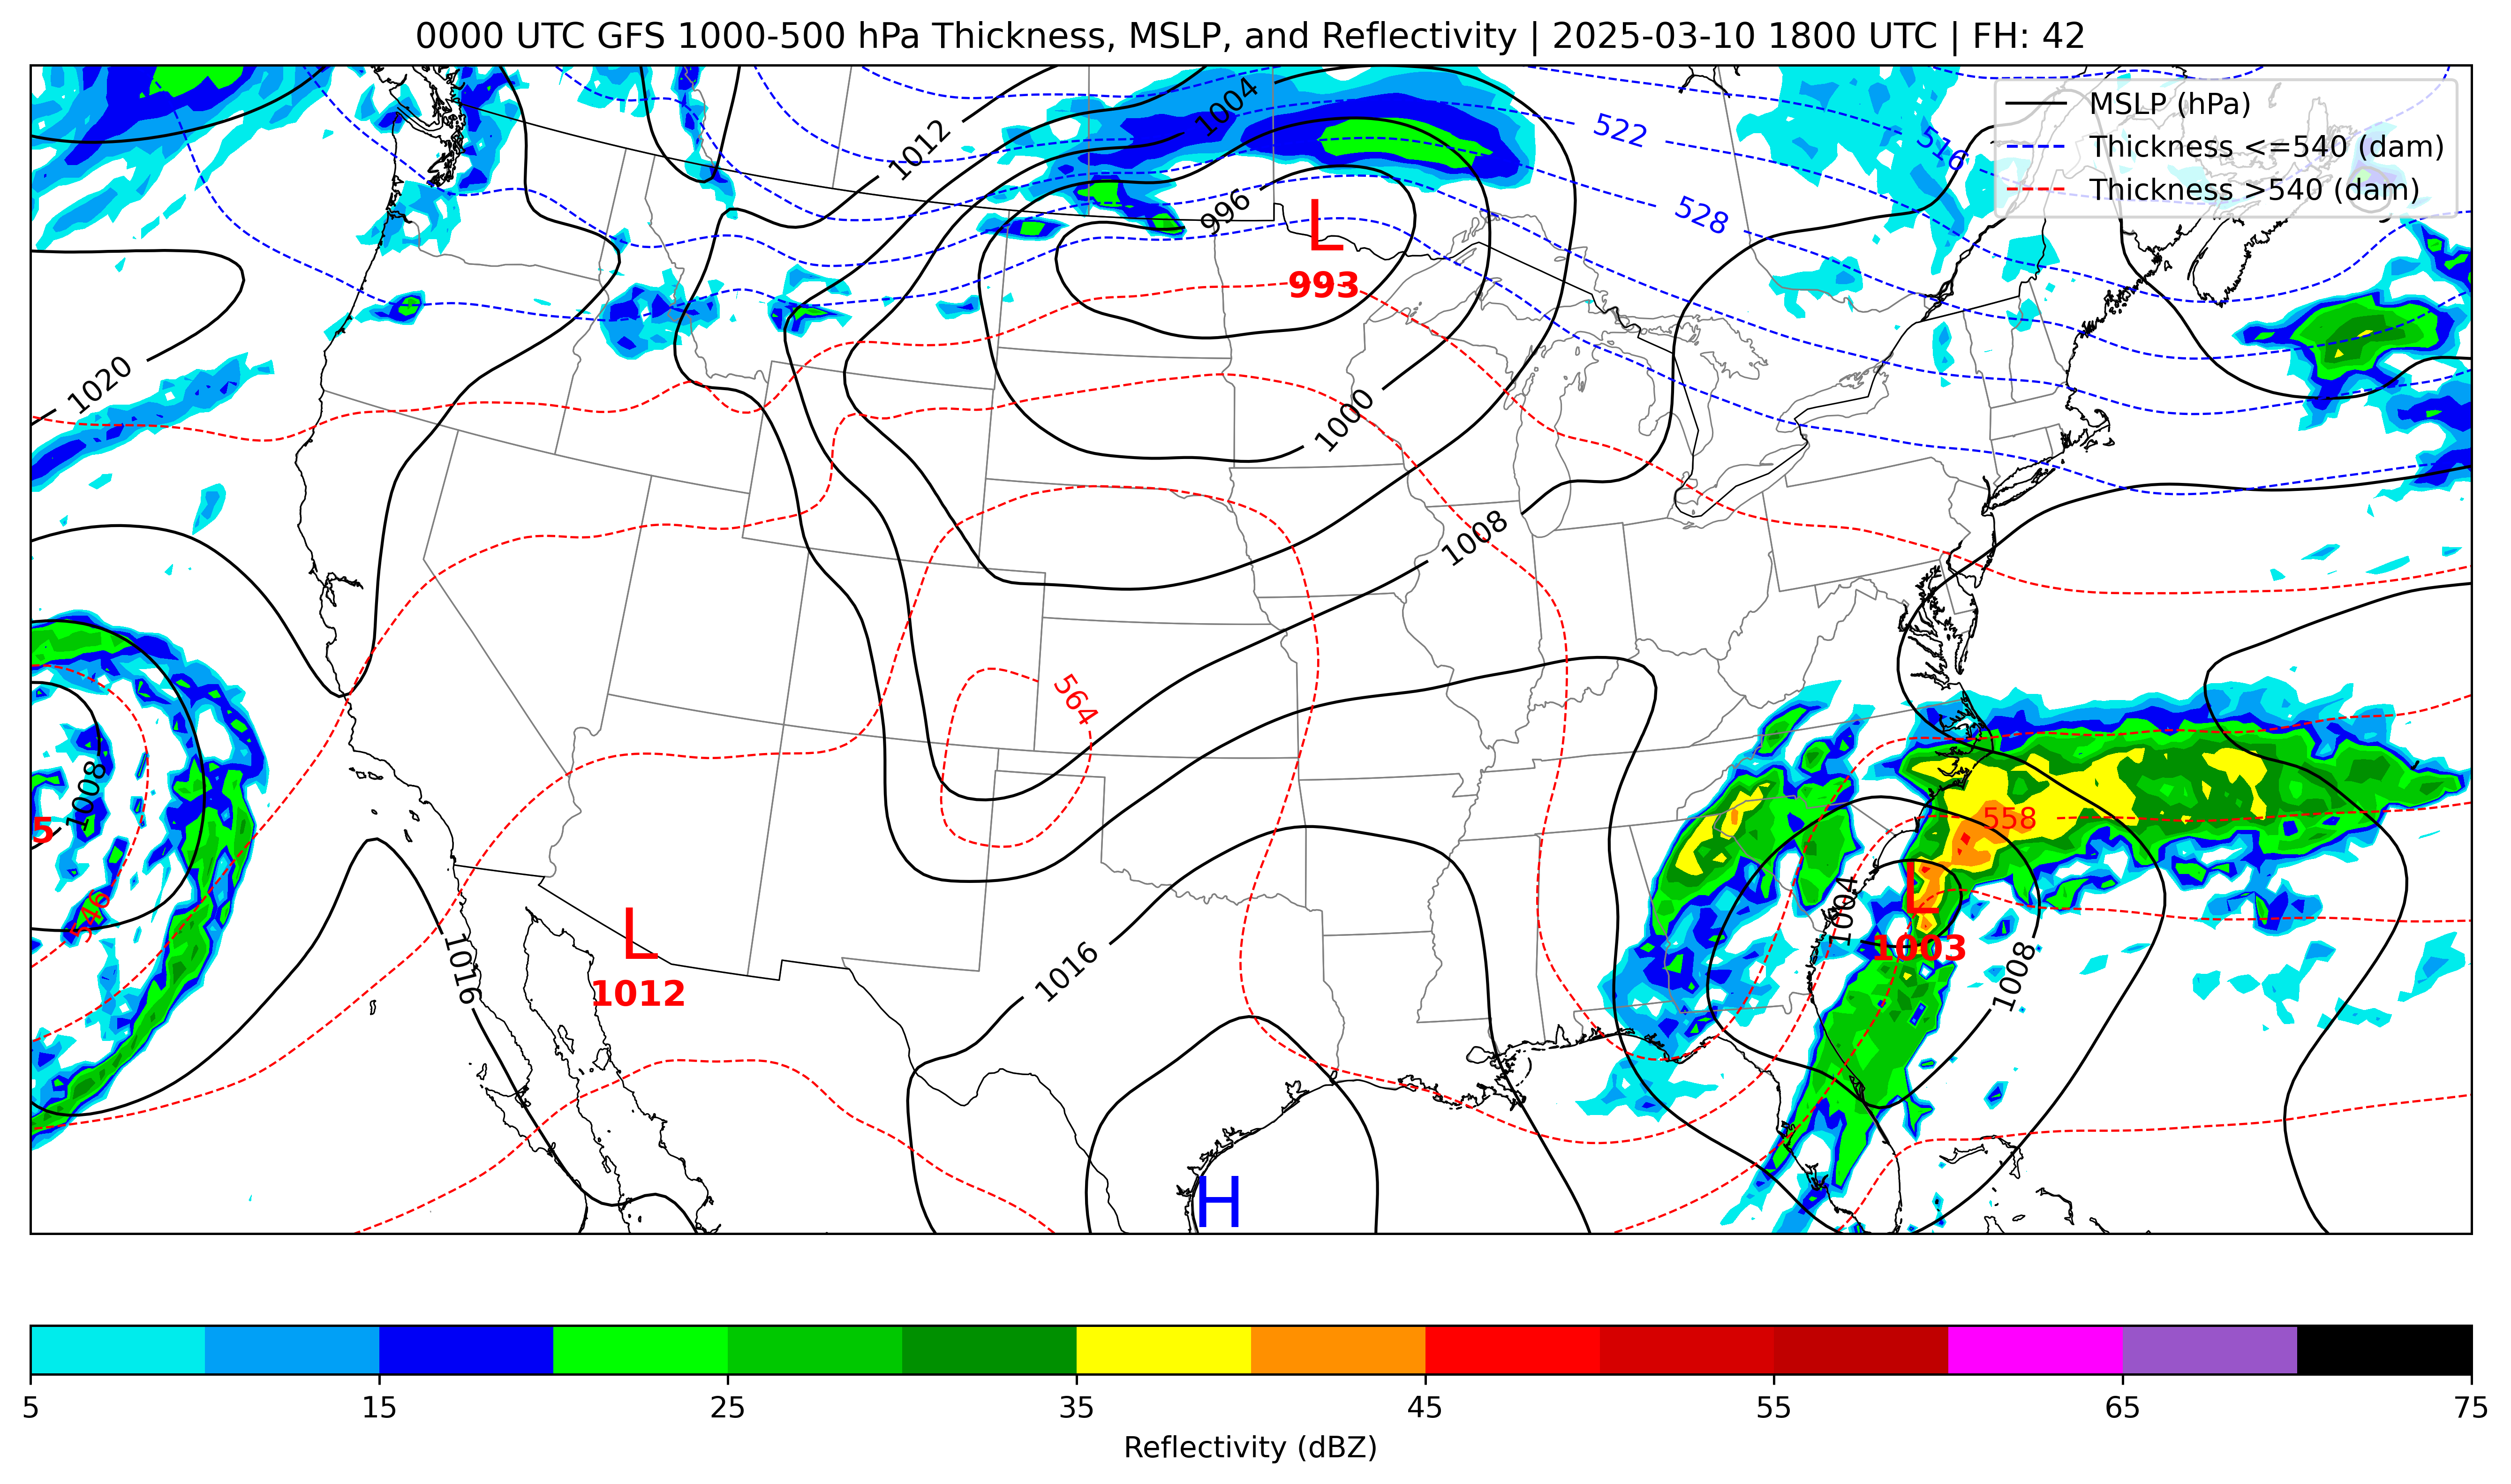 0000 UTC GFS 1000-500 hPa Thickness, MSLP, and Reflectivity | 2025-03-10 1800 UTC | FH: 42
MSLP (hPa)
Thickness <=540 (dam)
Thickness >540 (dam)
1004
1012
522
516
996
528
L
993
1020
1000
1008
564
1008
5
558
546
1004
L
1003
L
1012
1016
1016
1008
H
5 15 25 35 45 55 65 75
Reflectivity (dBZ)